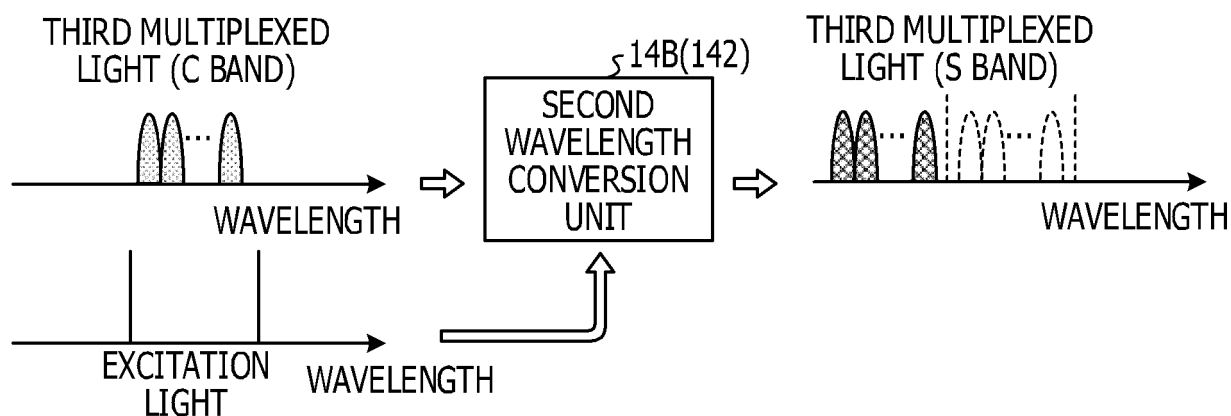 THIRD MULTIPLEXED
LIGHT (C BAND)
...
WAVELENGTH
EXCITATION
LIGHT
WAVELENGTH
14B(142)
SECOND
WAVELENGTH
CONVERSION
UNIT
THIRD MULTIPLEXED
LIGHT (S BAND)
... ...
WAVELENGTH